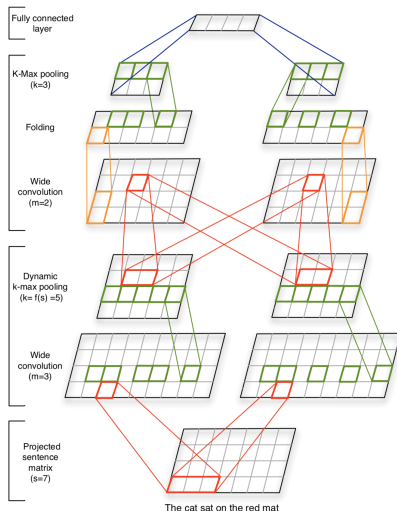 Fully connected
layer
K-Max pooling
(k=3)
Folding
Wide
convolution
(m=2)
Dynamic
k-max pooling
(k= f(s) =5)
Wide
convolution
(m=3)
Projected
sentence
matrix
(s=7)
The cat sat on the red mat